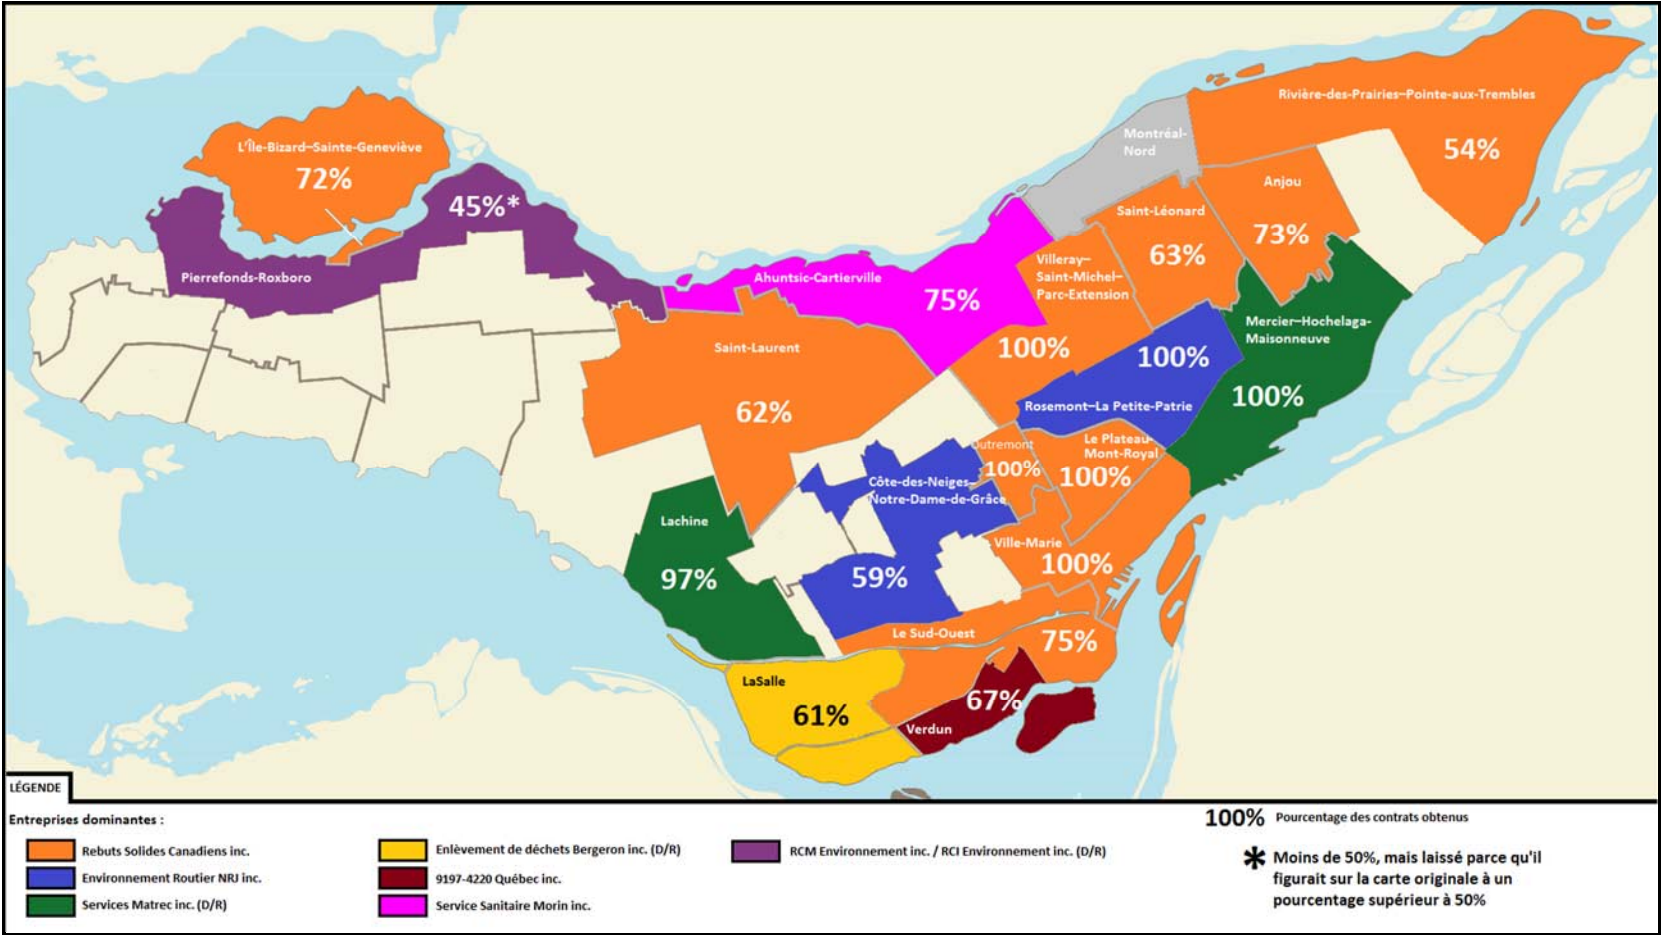 Rivière-des-Prairies–Pointe-aux-Trembles
54%
Montréal-
Nord
L'Île-Bizard–Sainte-Geneviève
72%
45%*
Pierrefonds-Roxboro
Anjou
73%
Saint-Léonard
63%
Ahuntsic-Cartierville
75%
Villeray–
Saint-Michel–
Parc-Extension
100%
Saint-Laurent
62%
Mercier–Hochelaga-
Maisonneuve
100%
100%
Rosemont–La Petite-Patrie
Outremont
100%
Le Plateau-
Mont-Royal
100%
Côte-des-Neiges–
Notre-Dame-de-Grâce
59%
Lachine
97%
Ville-Marie
100%
Le Sud-Ouest
75%
LaSalle
61%
67%
Verdun
LÉGENDE
Entreprises dominantes :
Rebuts Solides Canadiens inc.
Environnement Routier NRJ inc.
Services Matrec inc. (D/R)
Enlèvement de déchets Bergeron inc. (D/R)
9197-4220 Québec inc.
Service Sanitaire Morin inc.
RCM Environnement inc. / RCI Environnement inc. (D/R)
100% Pourcentage des contrats obtenus
* Moins de 50%, mais laissé parce qu'il
figurait sur la carte originale à un
pourcentage supérieur à 50%